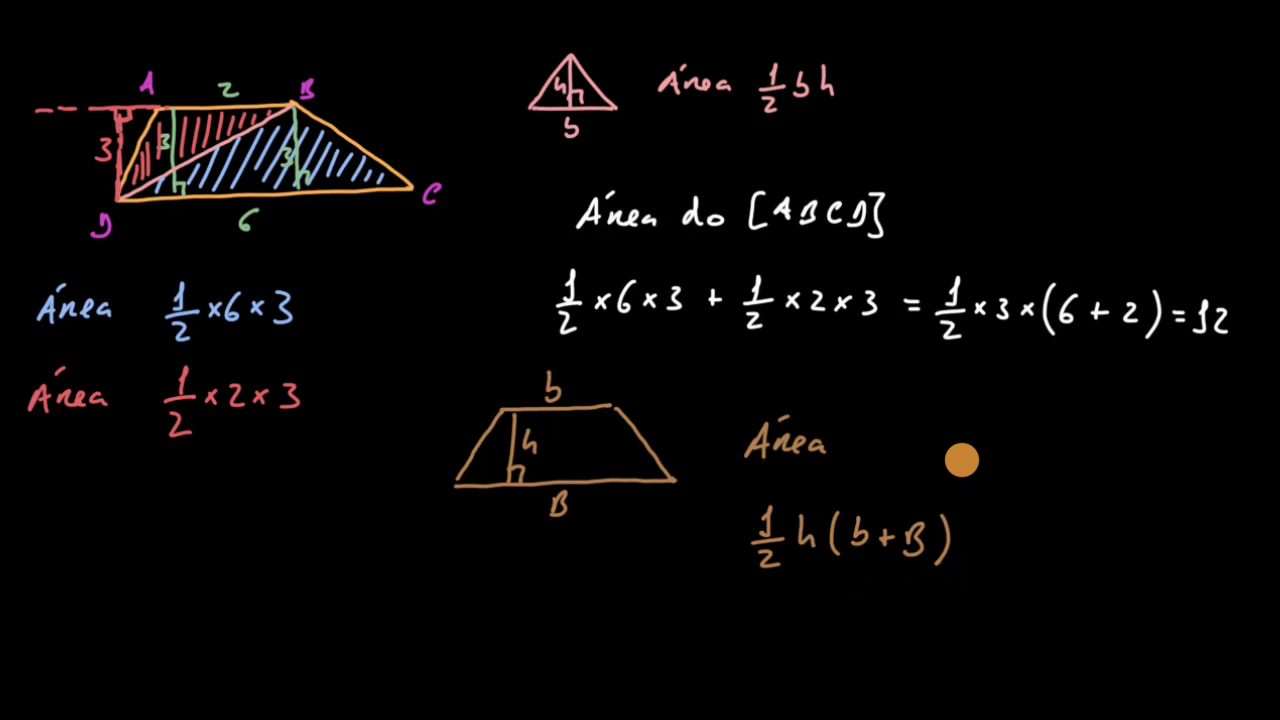 A 2 B
3 3 3
D 6 C
h
b
Área 1/2 b h
Área do [ABCD]
1/2 × 6 × 3 + 1/2 × 2 × 3 = 1/2 × 3 × (6 + 2) = 12
Área 1/2 × 6 × 3
Área 1/2 × 2 × 3
b
h
B
Área
1/2 h (b + B)